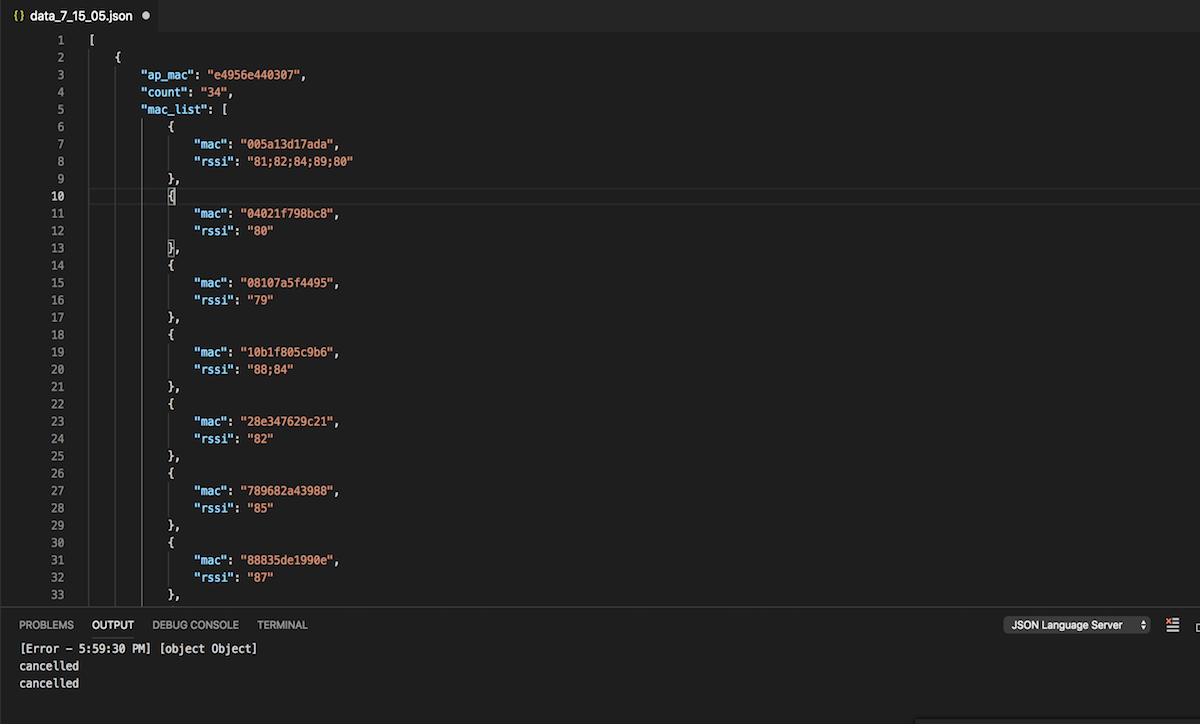 {} data_7_15_05.json ●
1 [
2 {
3 "ap_mac": "e4956e440307",
4 "count": "34",
5 "mac_list": [
6 {
7 "mac": "005a13d17ada",
8 "rssi": "81;82;84;89;80"
9 },
10 {
11 "mac": "04021f798bc8",
12 "rssi": "80"
13 },
14 {
15 "mac": "08107a5f4495",
16 "rssi": "79"
17 },
18 {
19 "mac": "10b1f805c9b6",
20 "rssi": "88;84"
21 },
22 {
23 "mac": "28e347629c21",
24 "rssi": "82"
25 },
26 {
27 "mac": "789682a43988",
28 "rssi": "85"
29 },
30 {
31 "mac": "88835de1990e",
32 "rssi": "87"
33 },
PROBLEMS OUTPUT DEBUG CONSOLE TERMINAL JSON Language Server
[Error – 5:59:30 PM] [object Object]
cancelled
cancelled